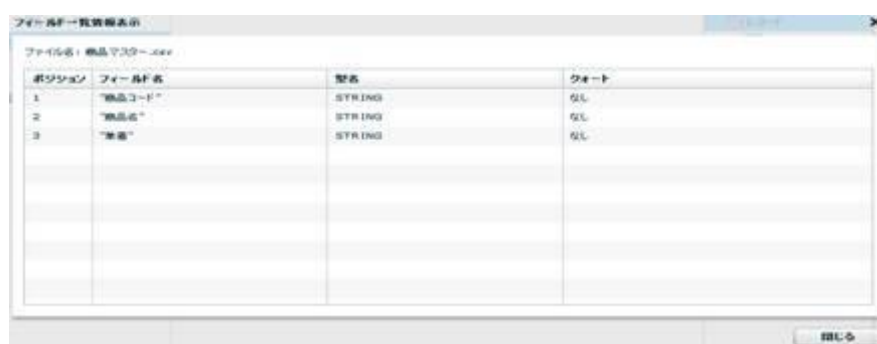 フィールド一覧情報表示
ファイル名：商品マスター.csv
ポジション フィールド名 型名 クォート
1 "商品コード" STRING なし
2 "商品名" STRING なし
3 "単価" STRING なし
閉じる